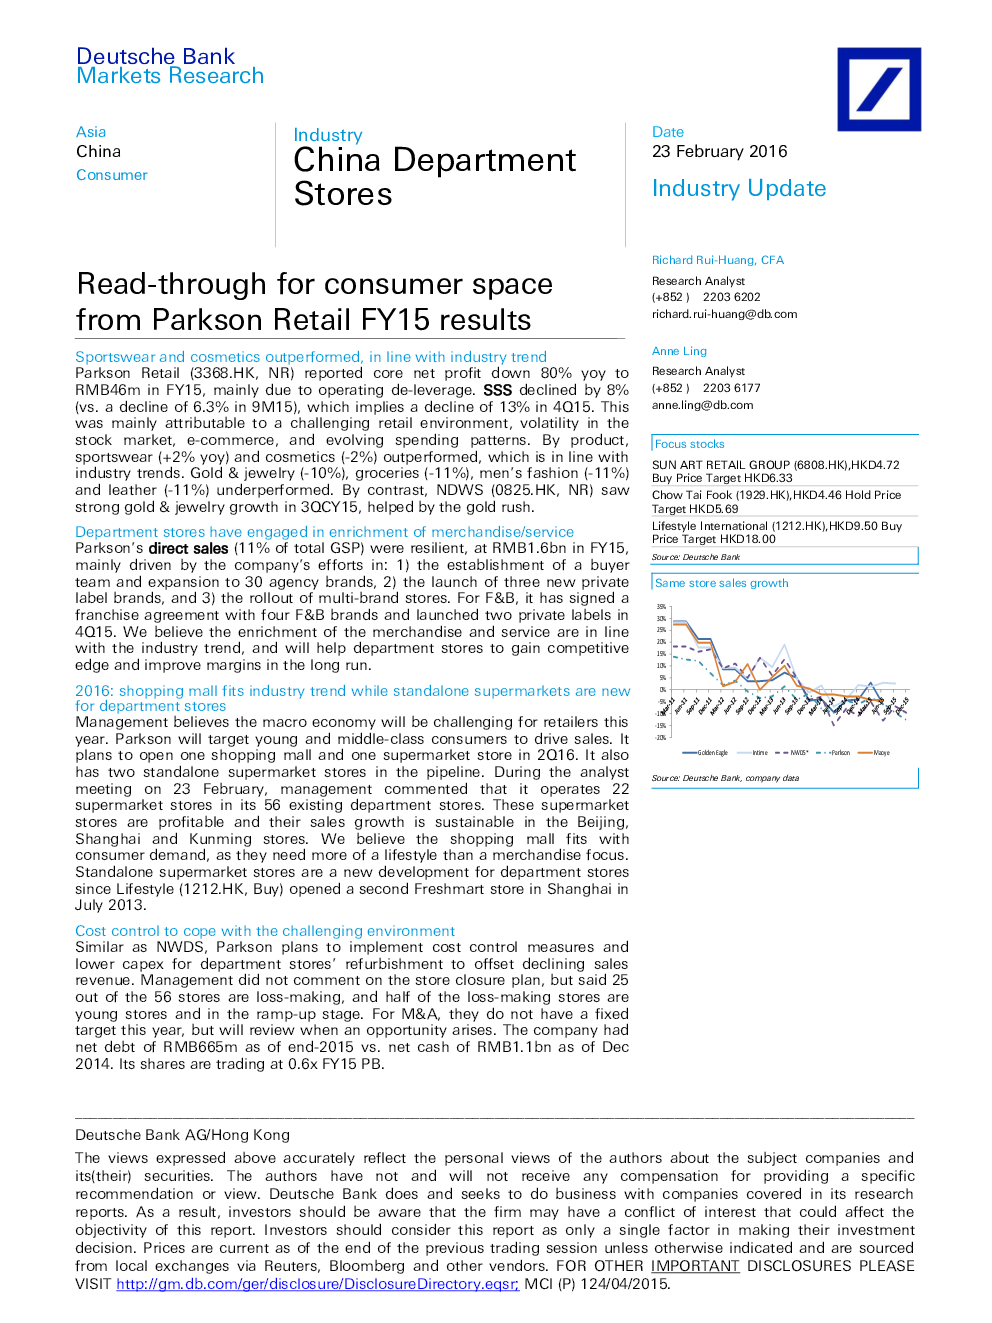 Deutsche Bank
Markets Research
Asia
China
Consumer
Industry
China Department
Stores
Date
23 February 2016
Industry Update
Read-through for consumer space
from Parkson Retail FY15 results
Sportswear and cosmetics outperformed, in line with industry trend
Parkson Retail (3368.HK, NR) reported core net profit down 80% yoy to
RMB46m in FY15, mainly due to operating de-leverage. SSS declined by 8%
(vs. a decline of 6.3% in 9M15), which implies a decline of 13% in 4Q15. This
was mainly attributable to a challenging retail environment, volatility in the
stock market, e-commerce, and evolving spending patterns. By product,
sportswear (+2% yoy) and cosmetics (-2%) outperformed, which is in line with
industry trends. Gold & jewelry (-10%), groceries (-11%), men's fashion (-11%)
and leather (-11%) underperformed. By contrast, NDWS (0825.HK, NR) saw
strong gold & jewelry growth in 3QCY15, helped by the gold rush.
Department stores have engaged in enrichment of merchandise/service
Parkson's direct sales (11% of total GSP) were resilient, at RMB1.6bn in FY15,
mainly driven by the company's efforts in: 1) the establishment of a buyer
team and expansion to 30 agency brands, 2) the launch of three new private
label brands, and 3) the rollout of multi-brand stores. For F&B, it has signed a
franchise agreement with four F&B brands and launched two private labels in
4Q15. We believe the enrichment of the merchandise and service are in line
with the industry trend, and will help department stores to gain competitive
edge and improve margins in the long run.
2016: shopping mall fits industry trend while standalone supermarkets are new
for department stores
Management believes the macro economy will be challenging for retailers this
year. Parkson will target young and middle-class consumers to drive sales. It
plans to open one shopping mall and one supermarket store in 2Q16. It also
has two standalone supermarket stores in the pipeline. During the analyst
meeting on 23 February, management commented that it operates 22
supermarket stores in its 56 existing department stores. These supermarket
stores are profitable and their sales growth is sustainable in the Beijing,
Shanghai and Kunming stores. We believe the shopping mall fits with
consumer demand, as they need more of a lifestyle than a merchandise focus.
Standalone supermarket stores are a new development for department stores
since Lifestyle (1212.HK, Buy) opened a second Freshmart store in Shanghai in
July 2013.
Cost control to cope with the challenging environment
Similar as NWDS, Parkson plans to implement cost control measures and
lower capex for department stores' refurbishment to offset declining sales
revenue. Management did not comment on the store closure plan, but said 25
out of the 56 stores are loss-making, and half of the loss-making stores are
young stores and in the ramp-up stage. For M&A, they do not have a fixed
target this year, but will review when an opportunity arises. The company had
net debt of RMB665m as of end-2015 vs. net cash of RMB1.1bn as of Dec
2014. Its shares are trading at 0.6x FY15 PB.
Richard Rui-Huang, CFA
Research Analyst
(+852 ) 2203 6202
richard.rui-huang@db.com
Anne Ling
Research Analyst
(+852 ) 2203 6177
anne.ling@db.com
Focus stocks
SUN ART RETAIL GROUP (6808.HK),HKD4.72
Buy Price Target HKD6.33
Chow Tai Fook (1929.HK),HKD4.46 Hold Price
Target HKD5.69
Lifestyle International (1212.HK),HKD9.50 Buy
Price Target HKD18.00
Source: Deutsche Bank
Same store sales growth
35%
30%
25%
20%
15%
10%
5%
0%
-5%
-10%
-15%
-20%
Golden Eagle Intime NWDS* Parkson Maoye
Source: Deutsche Bank, company data
Deutsche Bank AG/Hong Kong
The views expressed above accurately reflect the personal views of the authors about the subject companies and
its(their) securities. The authors have not and will not receive any compensation for providing a specific
recommendation or view. Deutsche Bank does and seeks to do business with companies covered in its research
reports. As a result, investors should be aware that the firm may have a conflict of interest that could affect the
objectivity of this report. Investors should consider this report as only a single factor in making their investment
decision. Prices are current as of the end of the previous trading session unless otherwise indicated and are sourced
from local exchanges via Reuters, Bloomberg and other vendors. FOR OTHER IMPORTANT DISCLOSURES PLEASE
VISIT http://gm.db.com/ger/disclosure/DisclosureDirectory.eqsr; MCI (P) 124/04/2015.